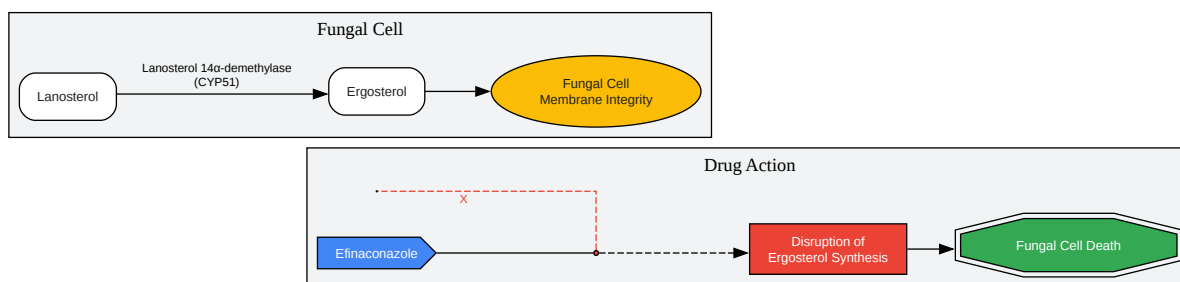 Fungal Cell
Lanosterol 14α-demethylase
(CYP51)
Lanosterol
Ergosterol
Fungal Cell
Membrane Integrity
Drug Action
X
Efinaconazole
Disruption of
Ergosterol Synthesis
Fungal Cell Death